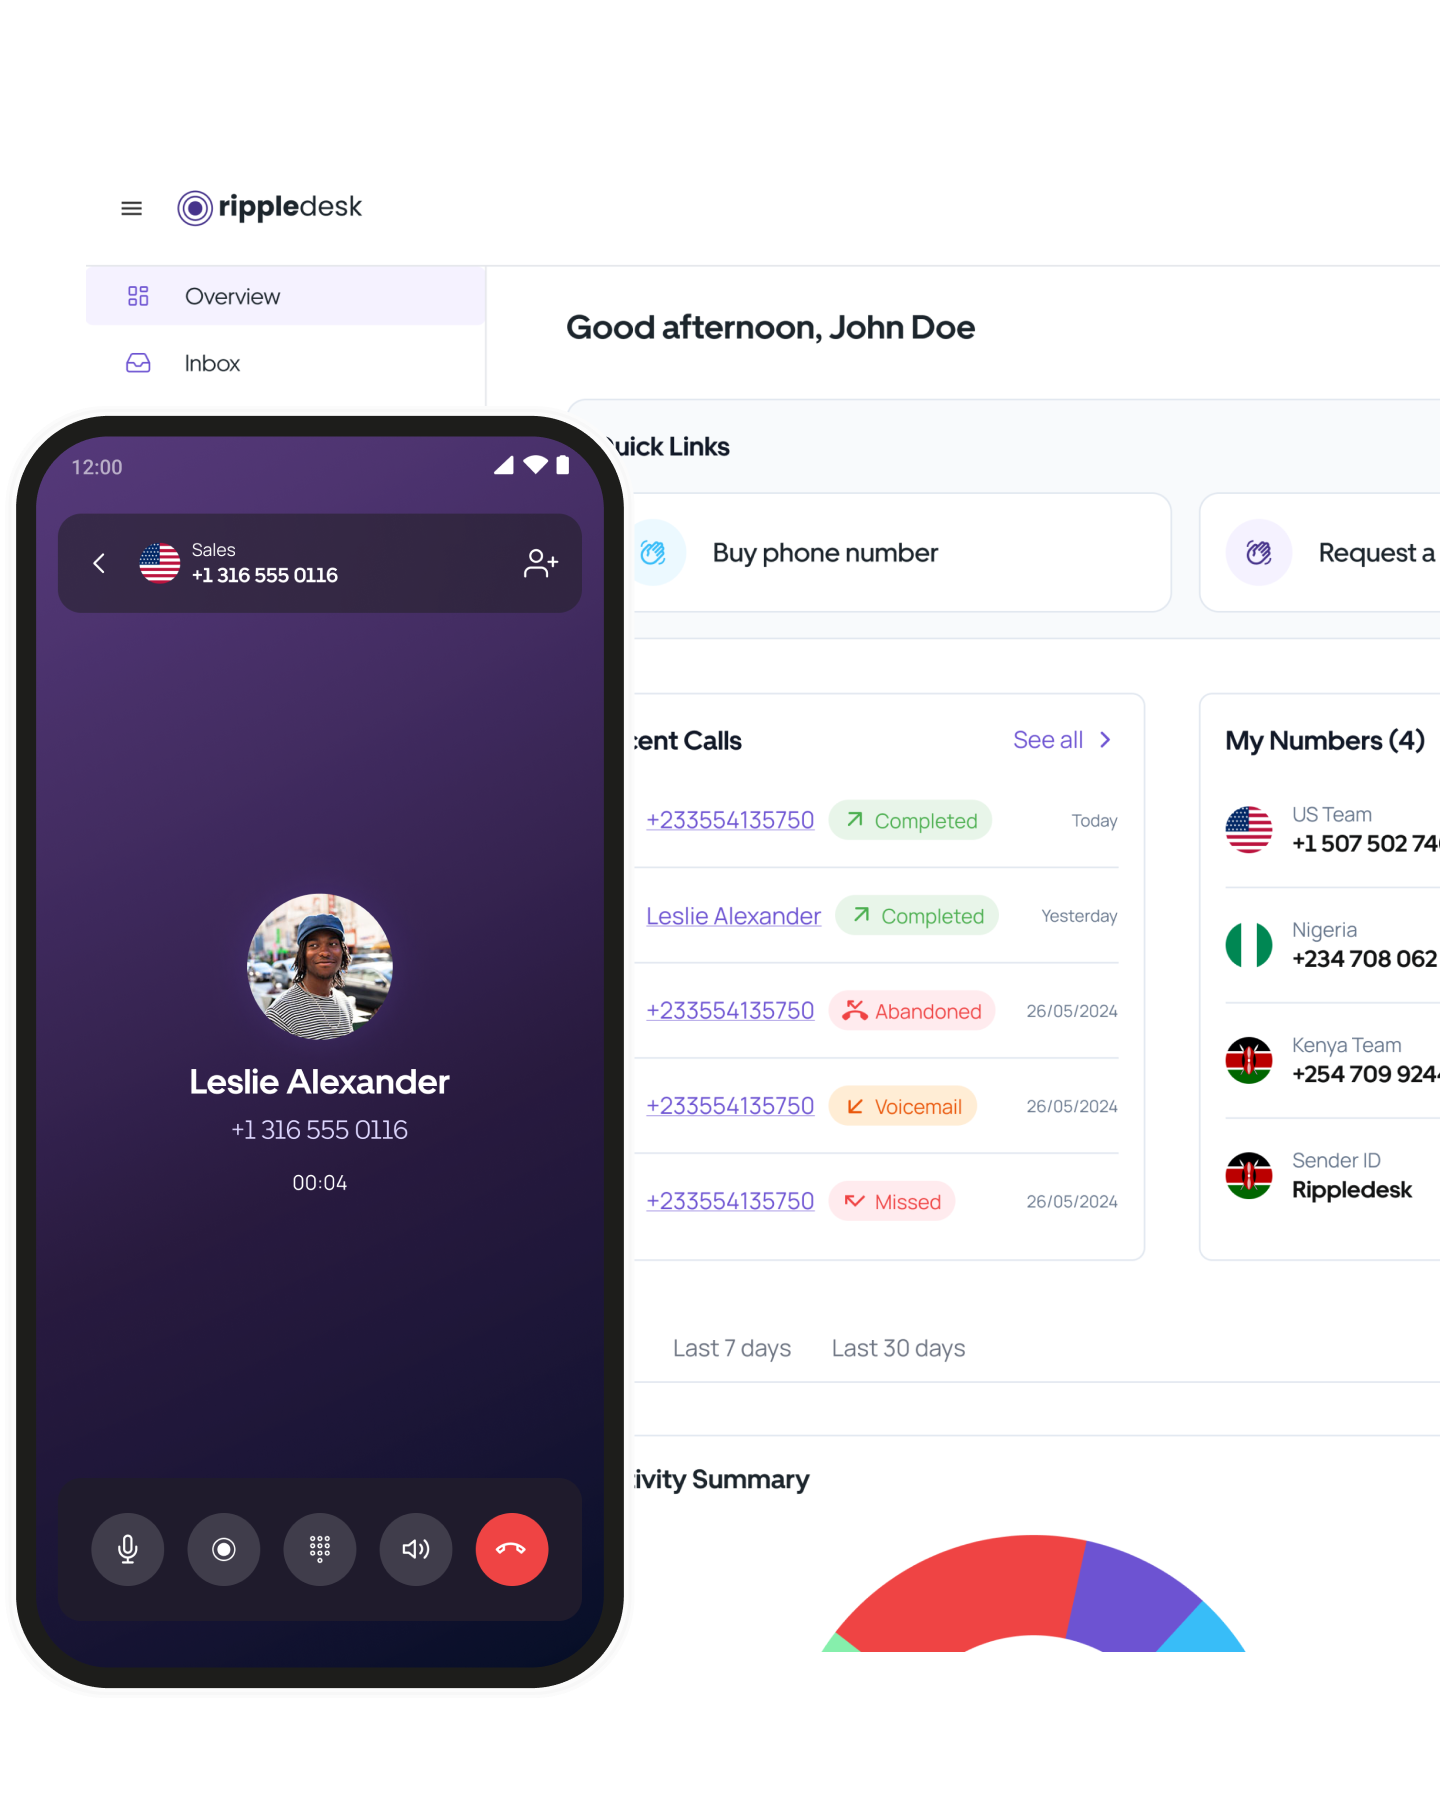 rippledesk
Overview
Inbox
Good afternoon, John Doe
Quick Links
Buy phone number
Request a
cent Calls
See all
+233554135750
Completed
Today
Leslie Alexander
Completed
Yesterday
+233554135750
Abandoned
26/05/2024
+233554135750
Voicemail
26/05/2024
+233554135750
Missed
26/05/2024
My Numbers (4)
US Team
+1 507 502 74
Nigeria
+234 708 062
Kenya Team
+254 709 924
Sender ID
Rippledesk
Last 7 days
Last 30 days
tivity Summary
12:00
Sales
+1 316 555 0116
Leslie Alexander
+1 316 555 0116
00:04